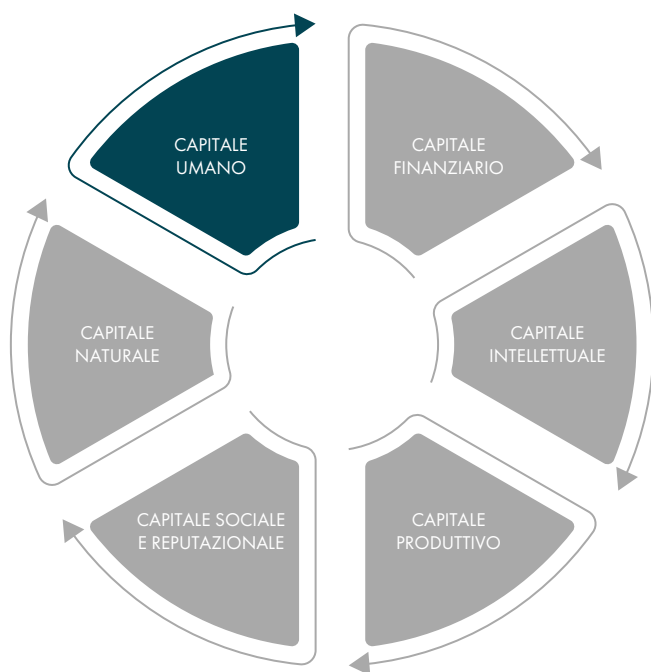 CAPITALE
UMANO
CAPITALE
FINANZIARIO
CAPITALE
NATURALE
CAPITALE
INTELLETTUALE
CAPITALE SOCIALE
E REPUTAZIONALE
CAPITALE
PRODUTTIVO